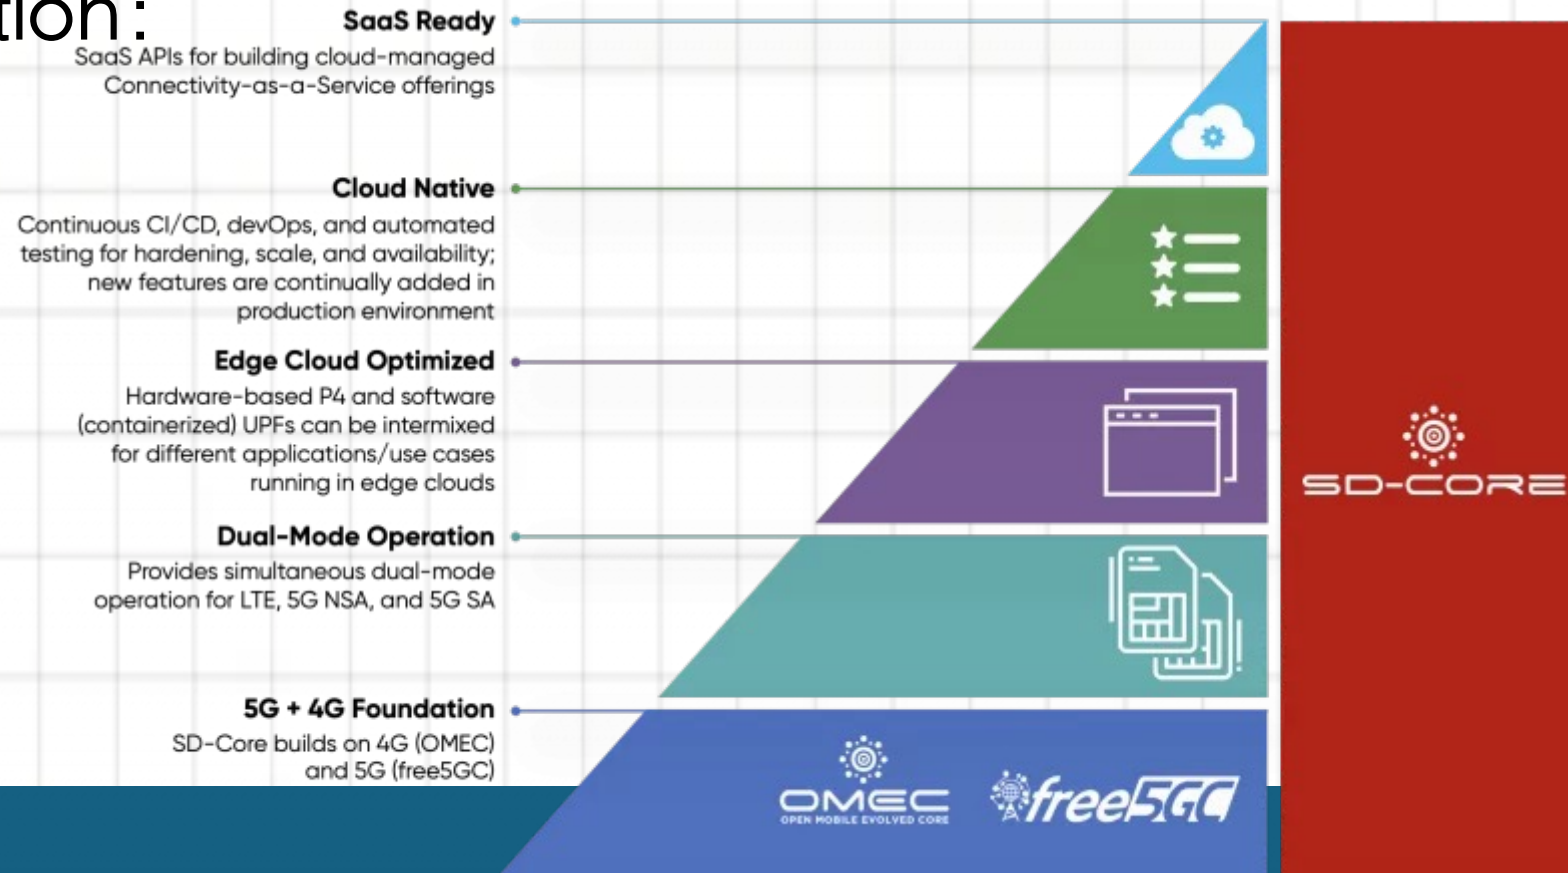 tion:
SaaS Ready
SaaS APIs for building cloud-managed
Connectivity-as-a-Service offerings
Cloud Native
Continuous CI/CD, devOps, and automated
testing for hardening, scale, and availability;
new features are continually added in
production environment
Edge Cloud Optimized
Hardware-based P4 and software
(containerized) UPFs can be intermixed
for different applications/use cases
running in edge clouds
Dual-Mode Operation
Provides simultaneous dual-mode
operation for LTE, 5G NSA, and 5G SA
5G + 4G Foundation
SD-Core builds on 4G (OMEC)
and 5G (free5GC)
OMEC
OPEN MOBILE EVOLVED CORE
free5GC
SD-CORE